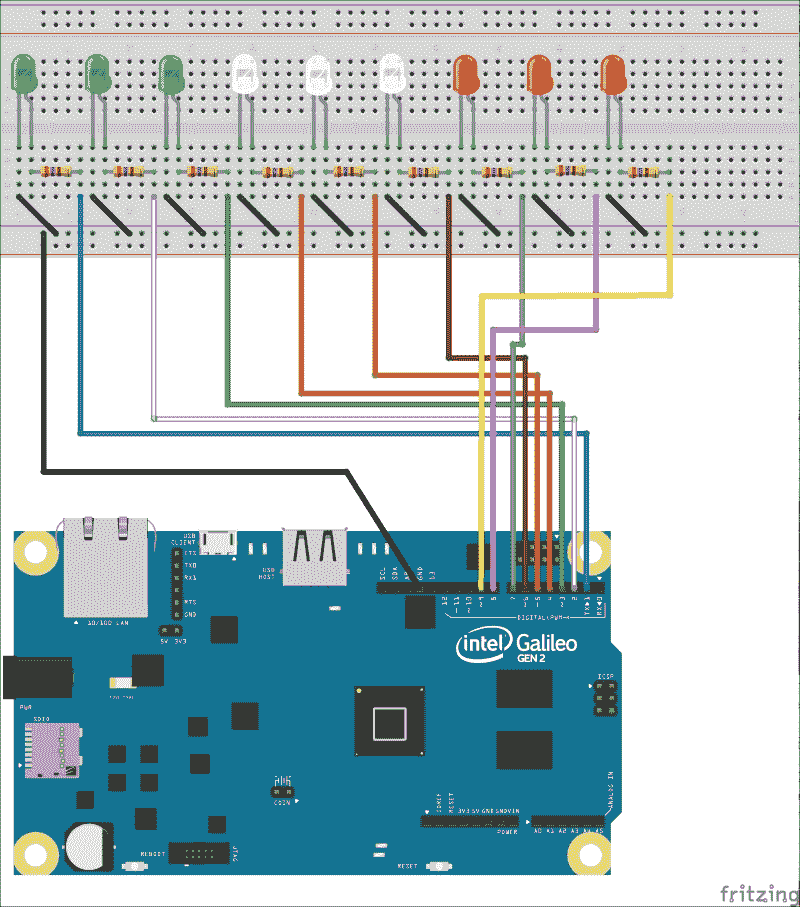 USB
CLIENT
CTS
TX0
RX1
RTS
GND
10/100 LAN
5V 3V3
USB
HOST
SCL
SDA
GND
13
12
~11
~10
~9
8
7
~6
~5
4
~3
2
TX▸1
RX◂0
DIGITAL(PWM~)
intel Galileo
GEN 2
ICSP
PWR
SDIO
COIN
IOREF
RESET
3V3 5V GND GND VIN
POWER
ANALOG IN
A0 A1 A2 A3 A4 A5
REBOOT
JTAG
RESET
fritzing